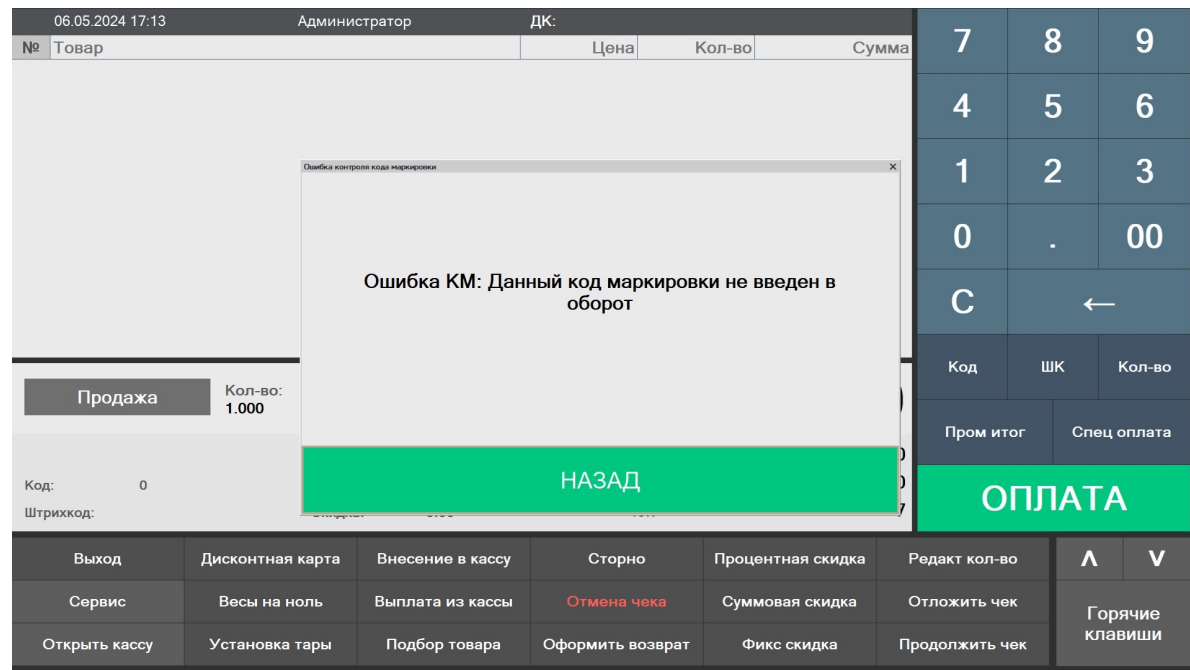 06.05.2024 17:13 Администратор ДК:
№ Товар Цена Кол-во Сумма
7 8 9
4 5 6
1 2 3
0 . 00
C ←
Код ШК Кол-во
Пром итог Спец оплата
ОПЛАТА
Ошибка контроля кода маркировки ×
Ошибка КМ: Данный код маркировки не введен в
оборот
НАЗАД
Продажа
Кол-во:
1.000
Код: 0
Штрихкод:
Выход Дисконтная карта Внесение в кассу Сторно Процентная скидка Редакт кол-во
Сервис Весы на ноль Выплата из кассы Отмена чека Суммовая скидка Отложить чек
Открыть кассу Установка тары Подбор товара Оформить возврат Фикс скидка Продолжить чек
Горячие
клавиши